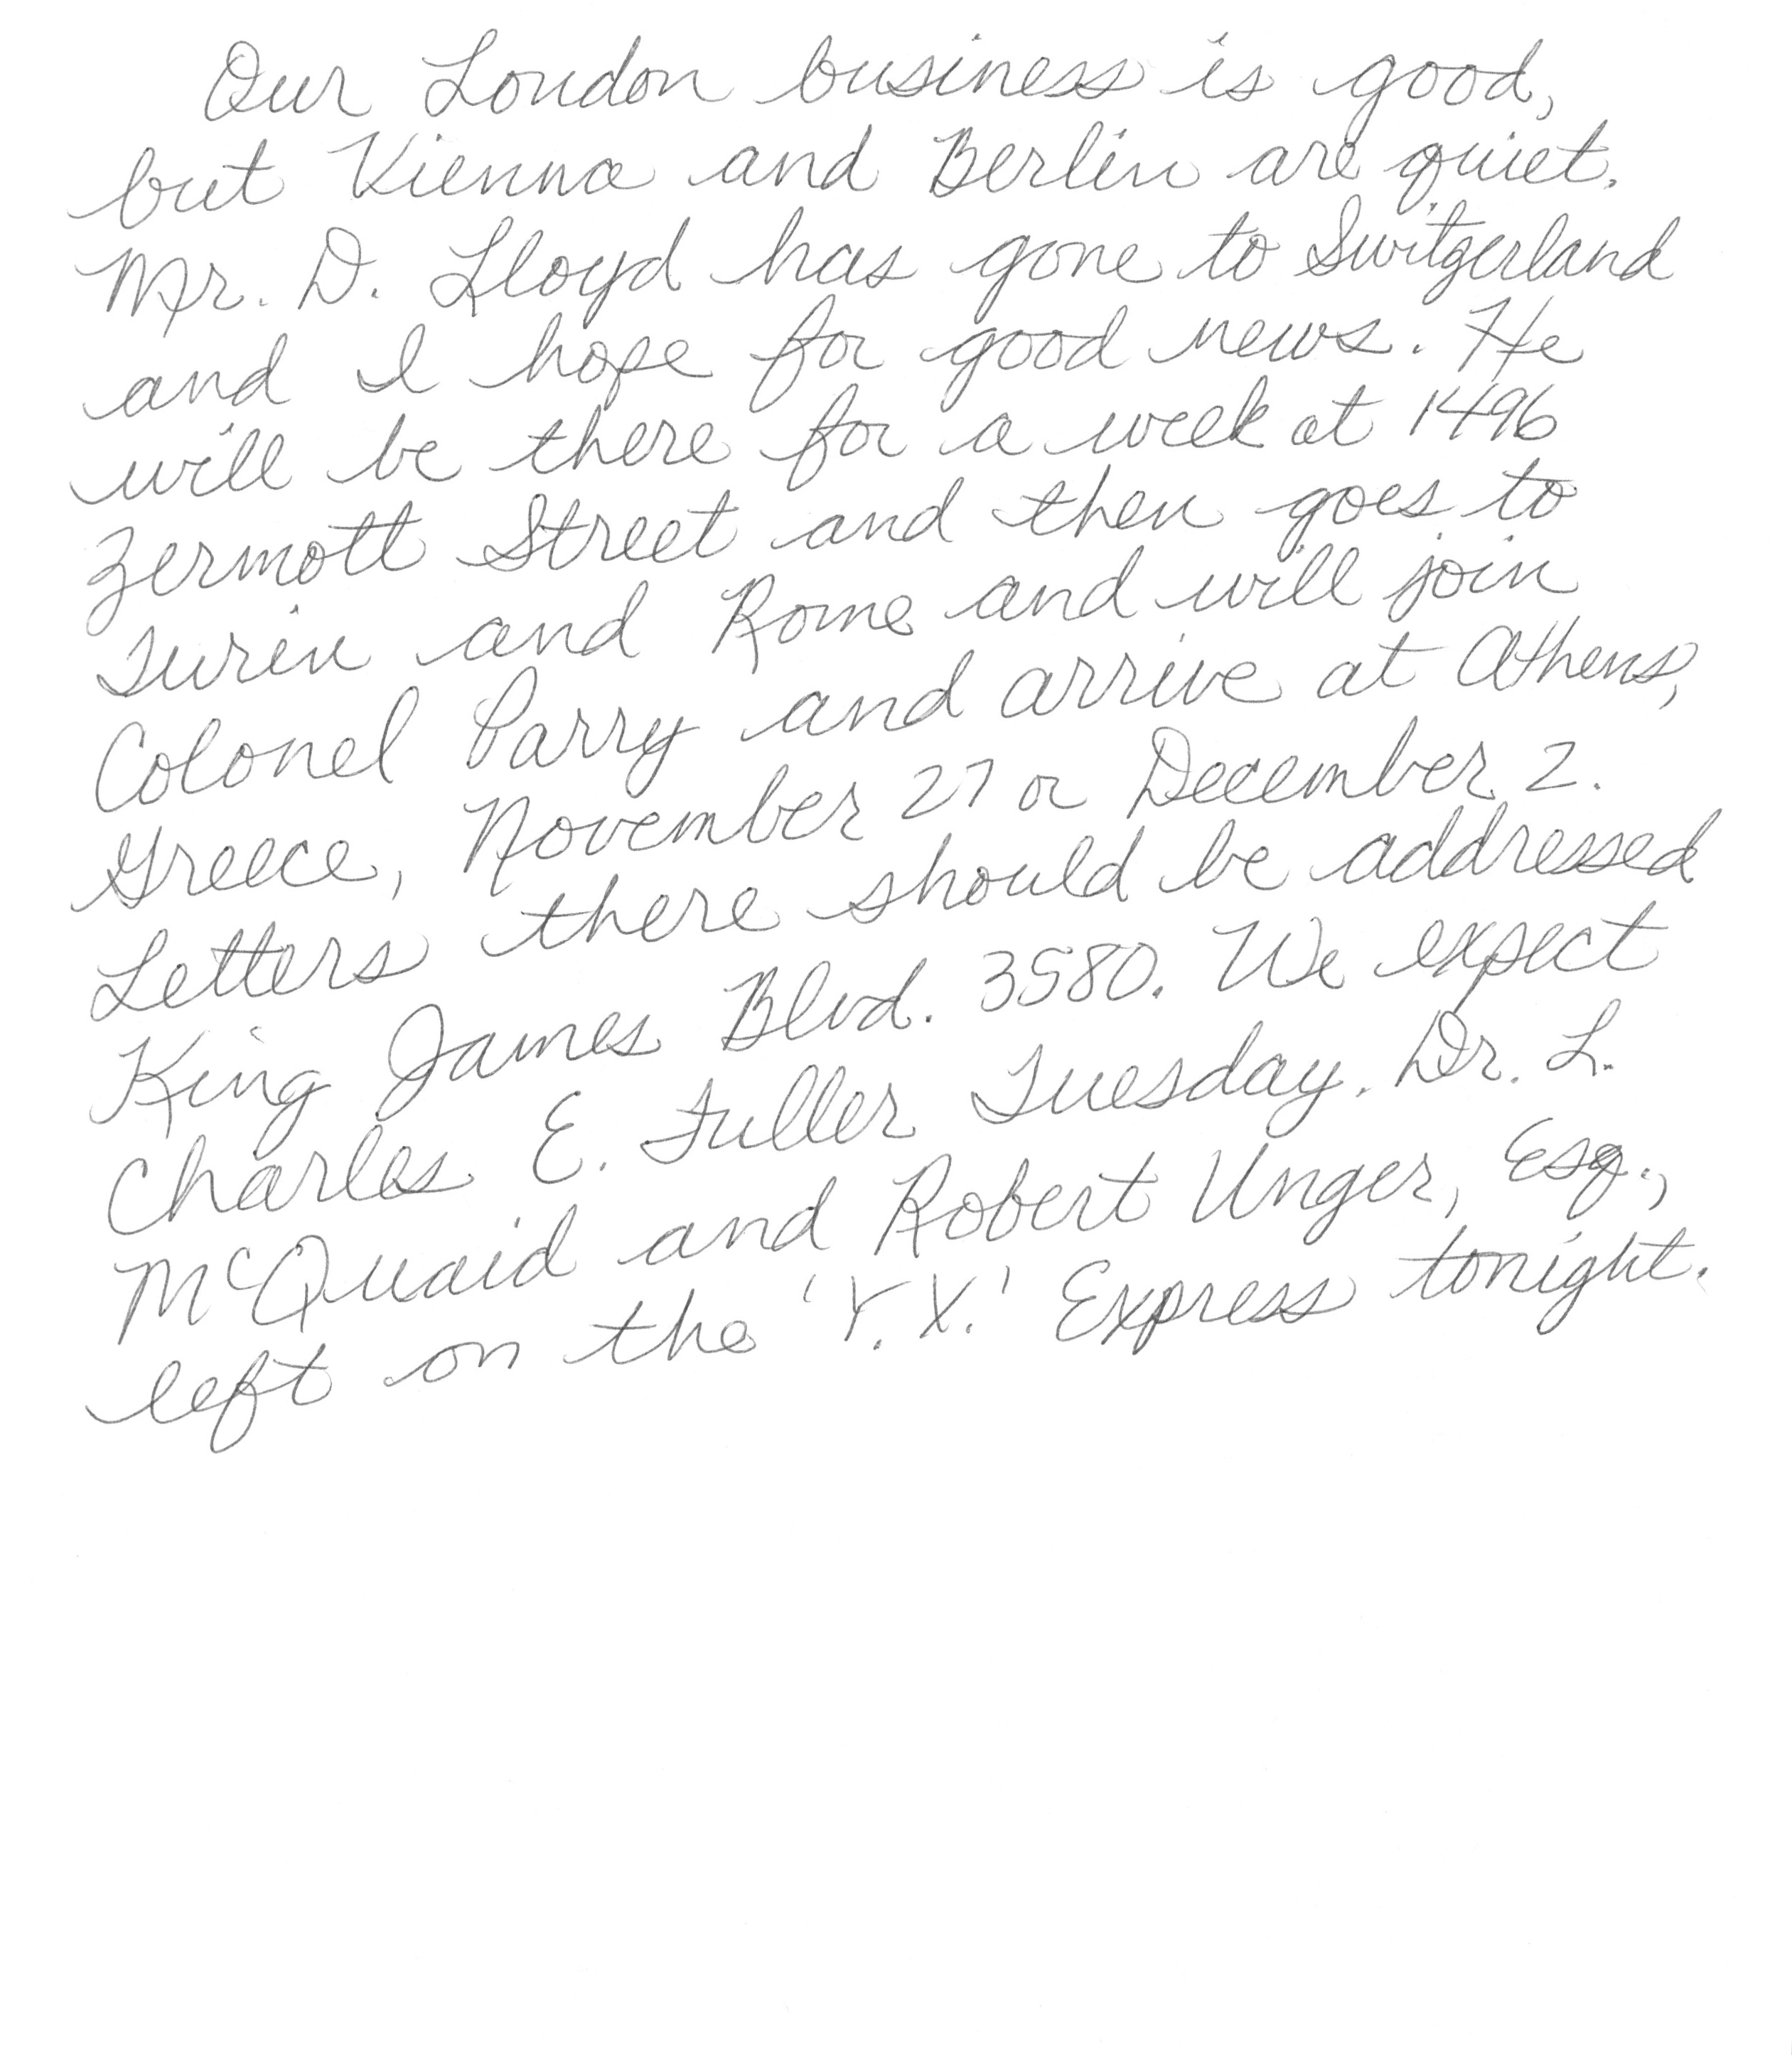 Our London business is good,
but Vienna and Berlin are quiet.
Mr. D. Lloyd has gone to Switzerland
and I hope for good news. He
will be there for a week at 1496
Zermott Street and then goes to
Turin and Rome and will join
Colonel Parry and arrive at Athens,
Greece, November 27 or December 2.
Letters there should be addressed
King James Blvd. 3580. We expect
Charles E. Fuller Tuesday. Dr. L.
McQuaid and Robert Unger, Esq.,
left on the 'Y.X.' Express tonight.